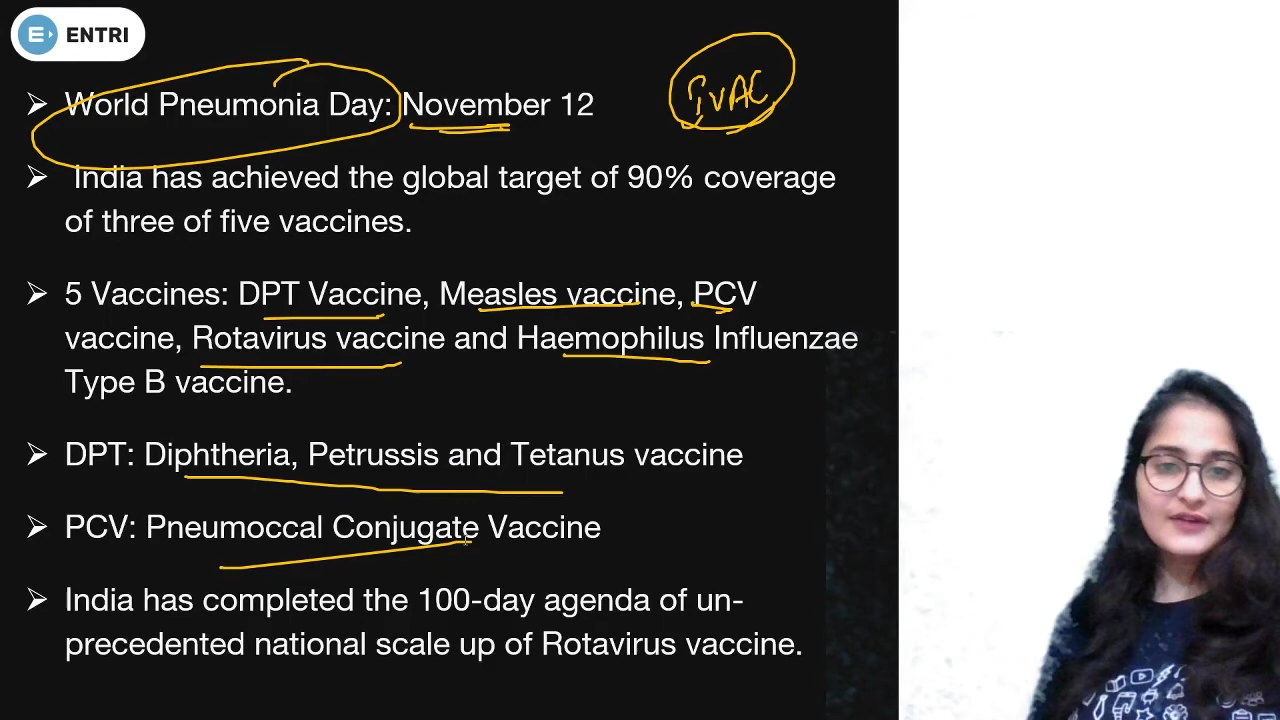 ENTRI
World Pneumonia Day: November 12
IVAC
India has achieved the global target of 90% coverage
of three of five vaccines.
5 Vaccines: DPT Vaccine, Measles vaccine, PCV
vaccine, Rotavirus vaccine and Haemophilus Influenzae
Type B vaccine.
DPT: Diphtheria, Petrussis and Tetanus vaccine
PCV: Pneumoccal Conjugate Vaccine
India has completed the 100-day agenda of un-
precedented national scale up of Rotavirus vaccine.